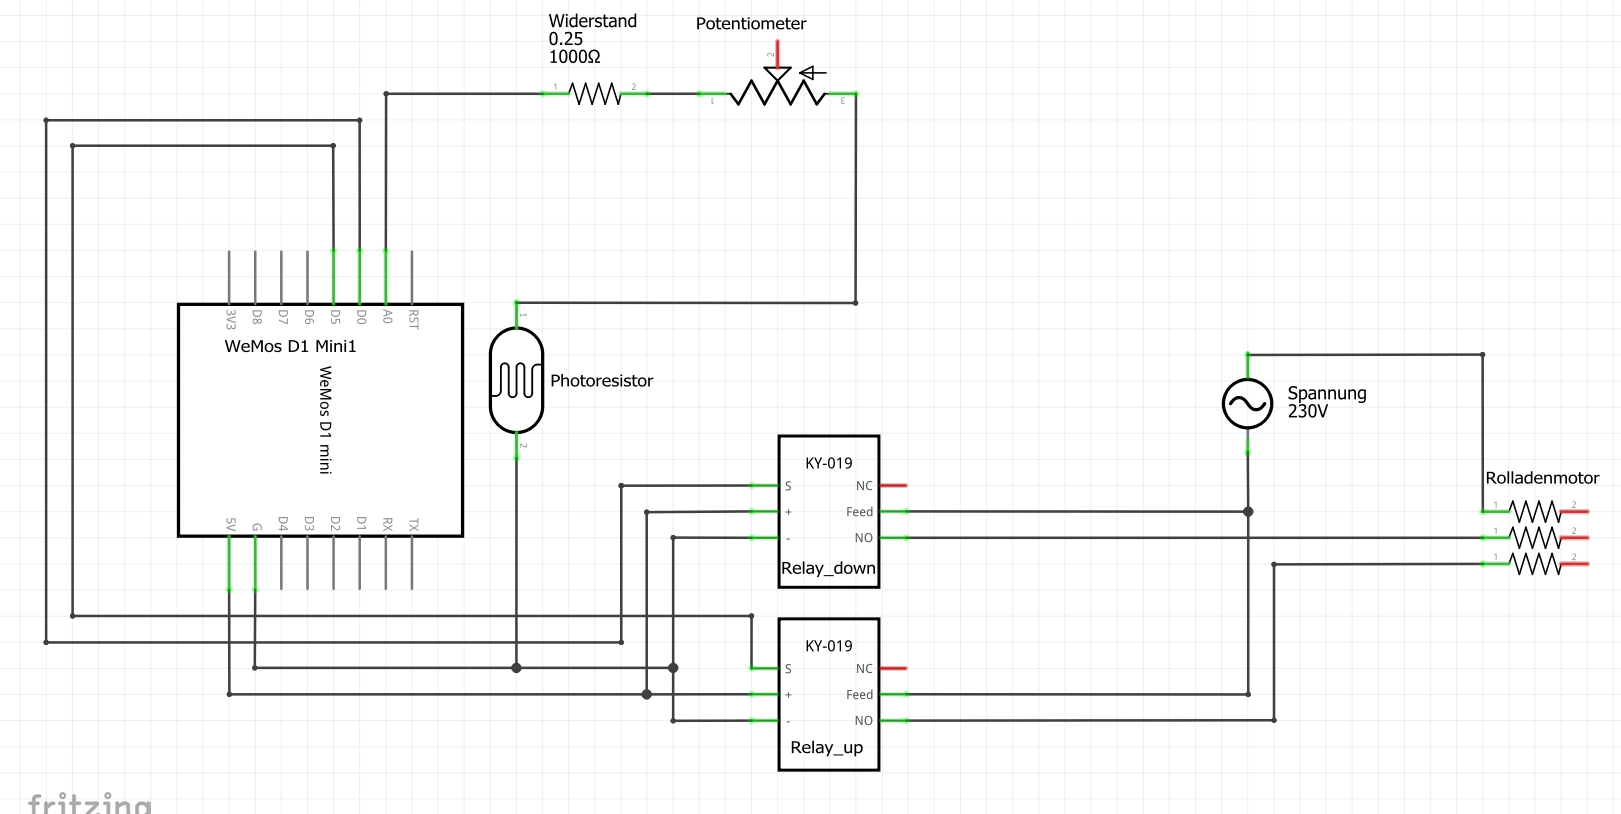 Widerstand
0.25
1000Ω
Potentiometer
2
1
2
1
3
3V3
D8
D7
D6
D5
D0
A0
RST
WeMos D1 Mini1
WeMos D1 mini
5V
G
D4
D3
D2
D1
RX
TX
1
Photoresistor
2
KY-019
S
+
-
NC
Feed
NO
Relay_down
KY-019
S
+
-
NC
Feed
NO
Relay_up
Spannung
230V
Rolladenmotor
1
2
1
2
1
2
fritzing